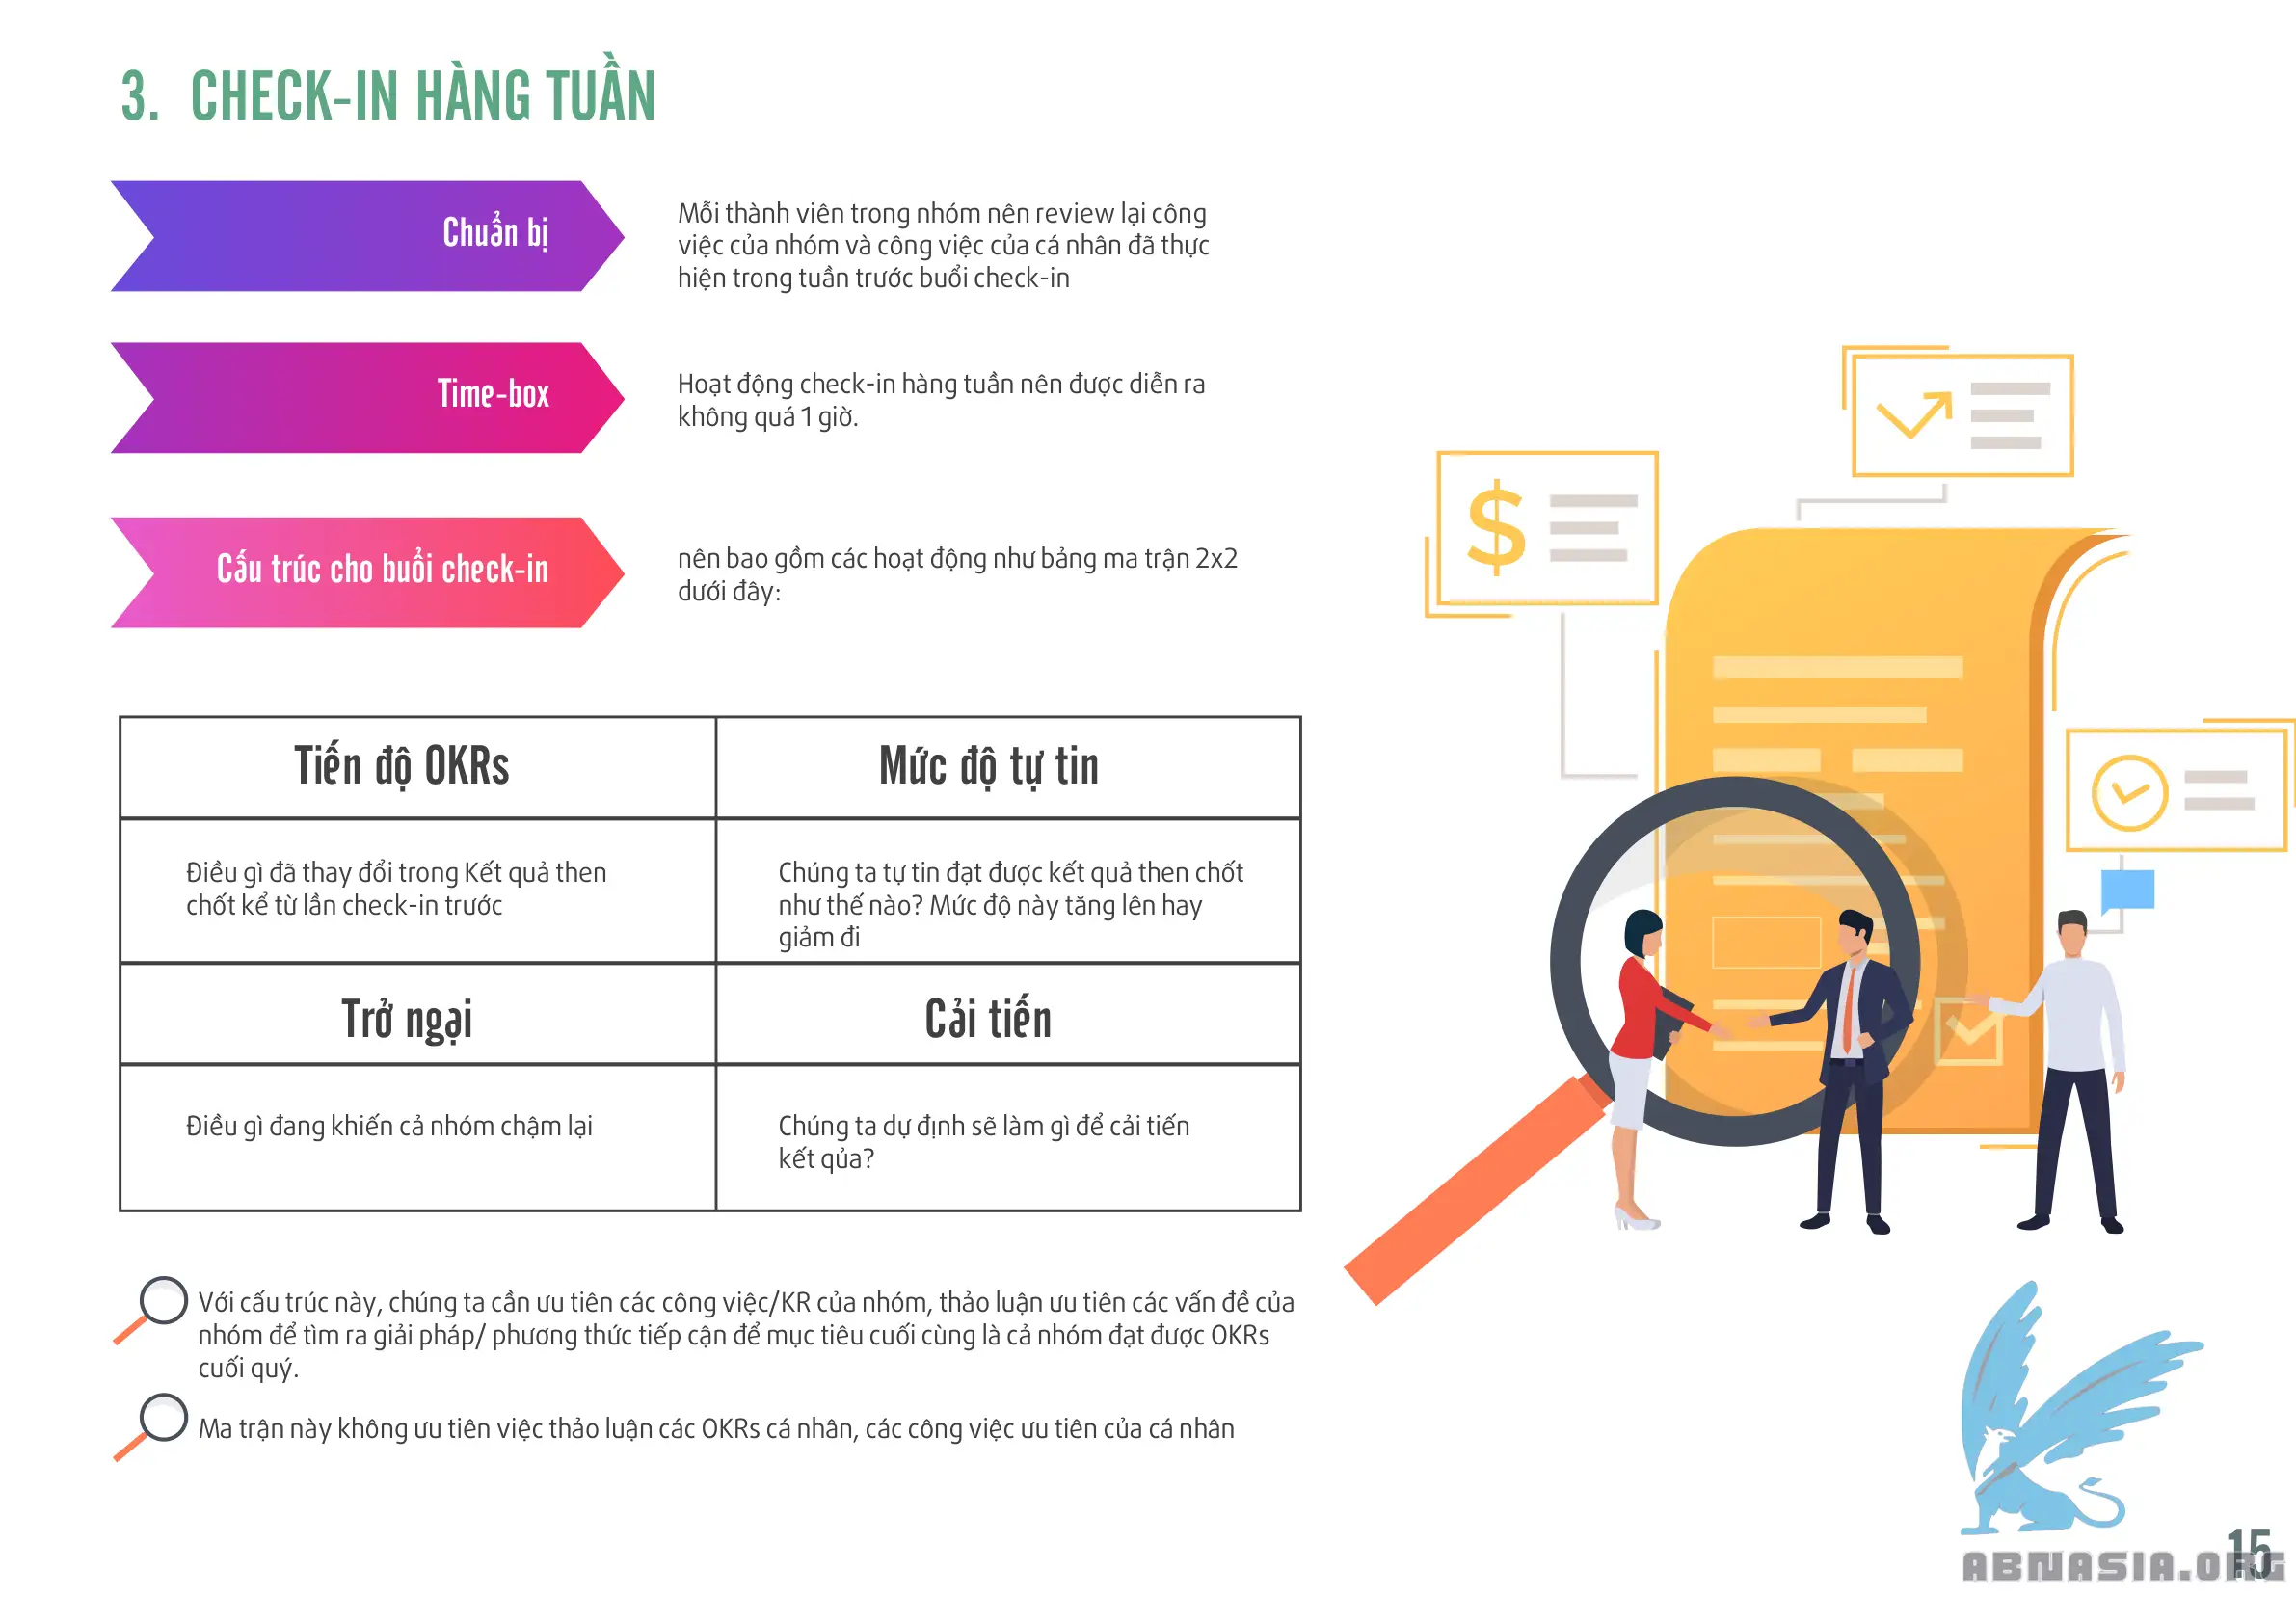 3. CHECK-IN HÀNG TUẦN
Chuẩn bị
Mỗi thành viên trong nhóm nên review lại công
việc của nhóm và công việc của cá nhân đã thực
hiện trong tuần trước buổi check-in
Time-box
Hoạt động check-in hàng tuần nên được diễn ra
không quá 1 giờ.
Cấu trúc cho buổi check-in
nên bao gồm các hoạt động như bảng ma trận 2x2
dưới đây:
Tiến độ OKRs
Mức độ tự tin
Điều gì đã thay đổi trong Kết quả then
chốt kể từ lần check-in trước
Chúng ta tự tin đạt được kết quả then chốt
như thế nào? Mức độ này tăng lên hay
giảm đi
Trở ngại
Cải tiến
Điều gì đang khiến cả nhóm chậm lại
Chúng ta dự định sẽ làm gì để cải tiến
kết qủa?
Với cấu trúc này, chúng ta cần ưu tiên các công việc/KR của nhóm, thảo luận ưu tiên các vấn đề của
nhóm để tìm ra giải pháp/ phương thức tiếp cận để mục tiêu cuối cùng là cả nhóm đạt được OKRs
cuối quý.
Ma trận này không ưu tiên việc thảo luận các OKRs cá nhân, các công việc ưu tiên của cá nhân
$
15
ABNASIA.ORG